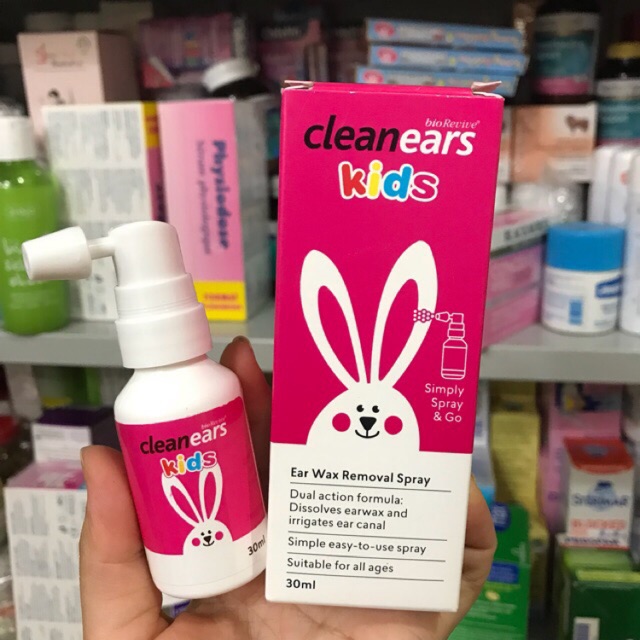 bioRevive®
cleanears
kids
Simply
Spray
& Go
Ear Wax Removal Spray
Dual action formula:
Dissolves earwax and
irrigates ear canal
Simple easy-to-use spray
Suitable for all ages
30ml
bioRevive®
cleanears
kids
30ml
Physiodose